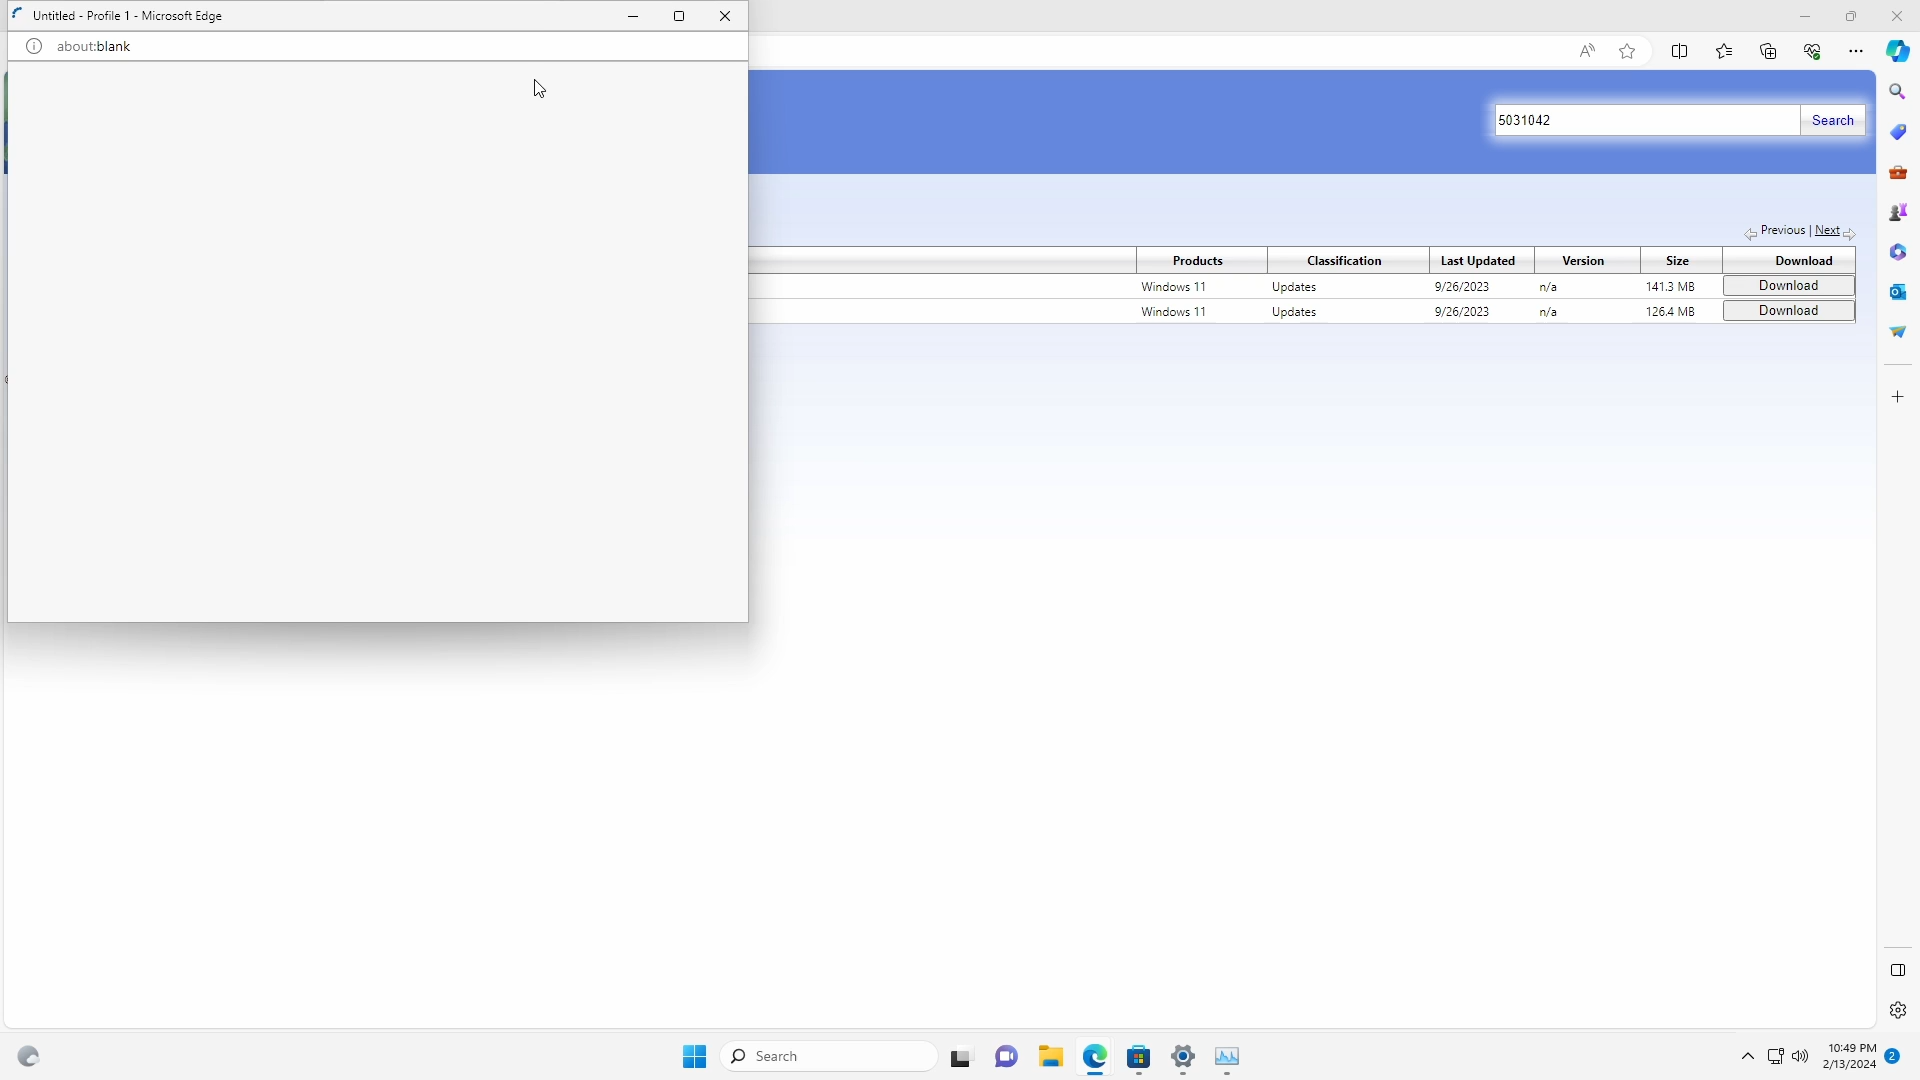 Untitled - Profile 1 - Microsoft Edge
about:blank
5031042 Search
Previous | Next
Products Classification Last Updated Version Size Download
Windows 11 Updates 9/26/2023 n/a 141.3 MB Download
Windows 11 Updates 9/26/2023 n/a 126.4 MB Download
Search
10:49 PM
2/13/2024
2